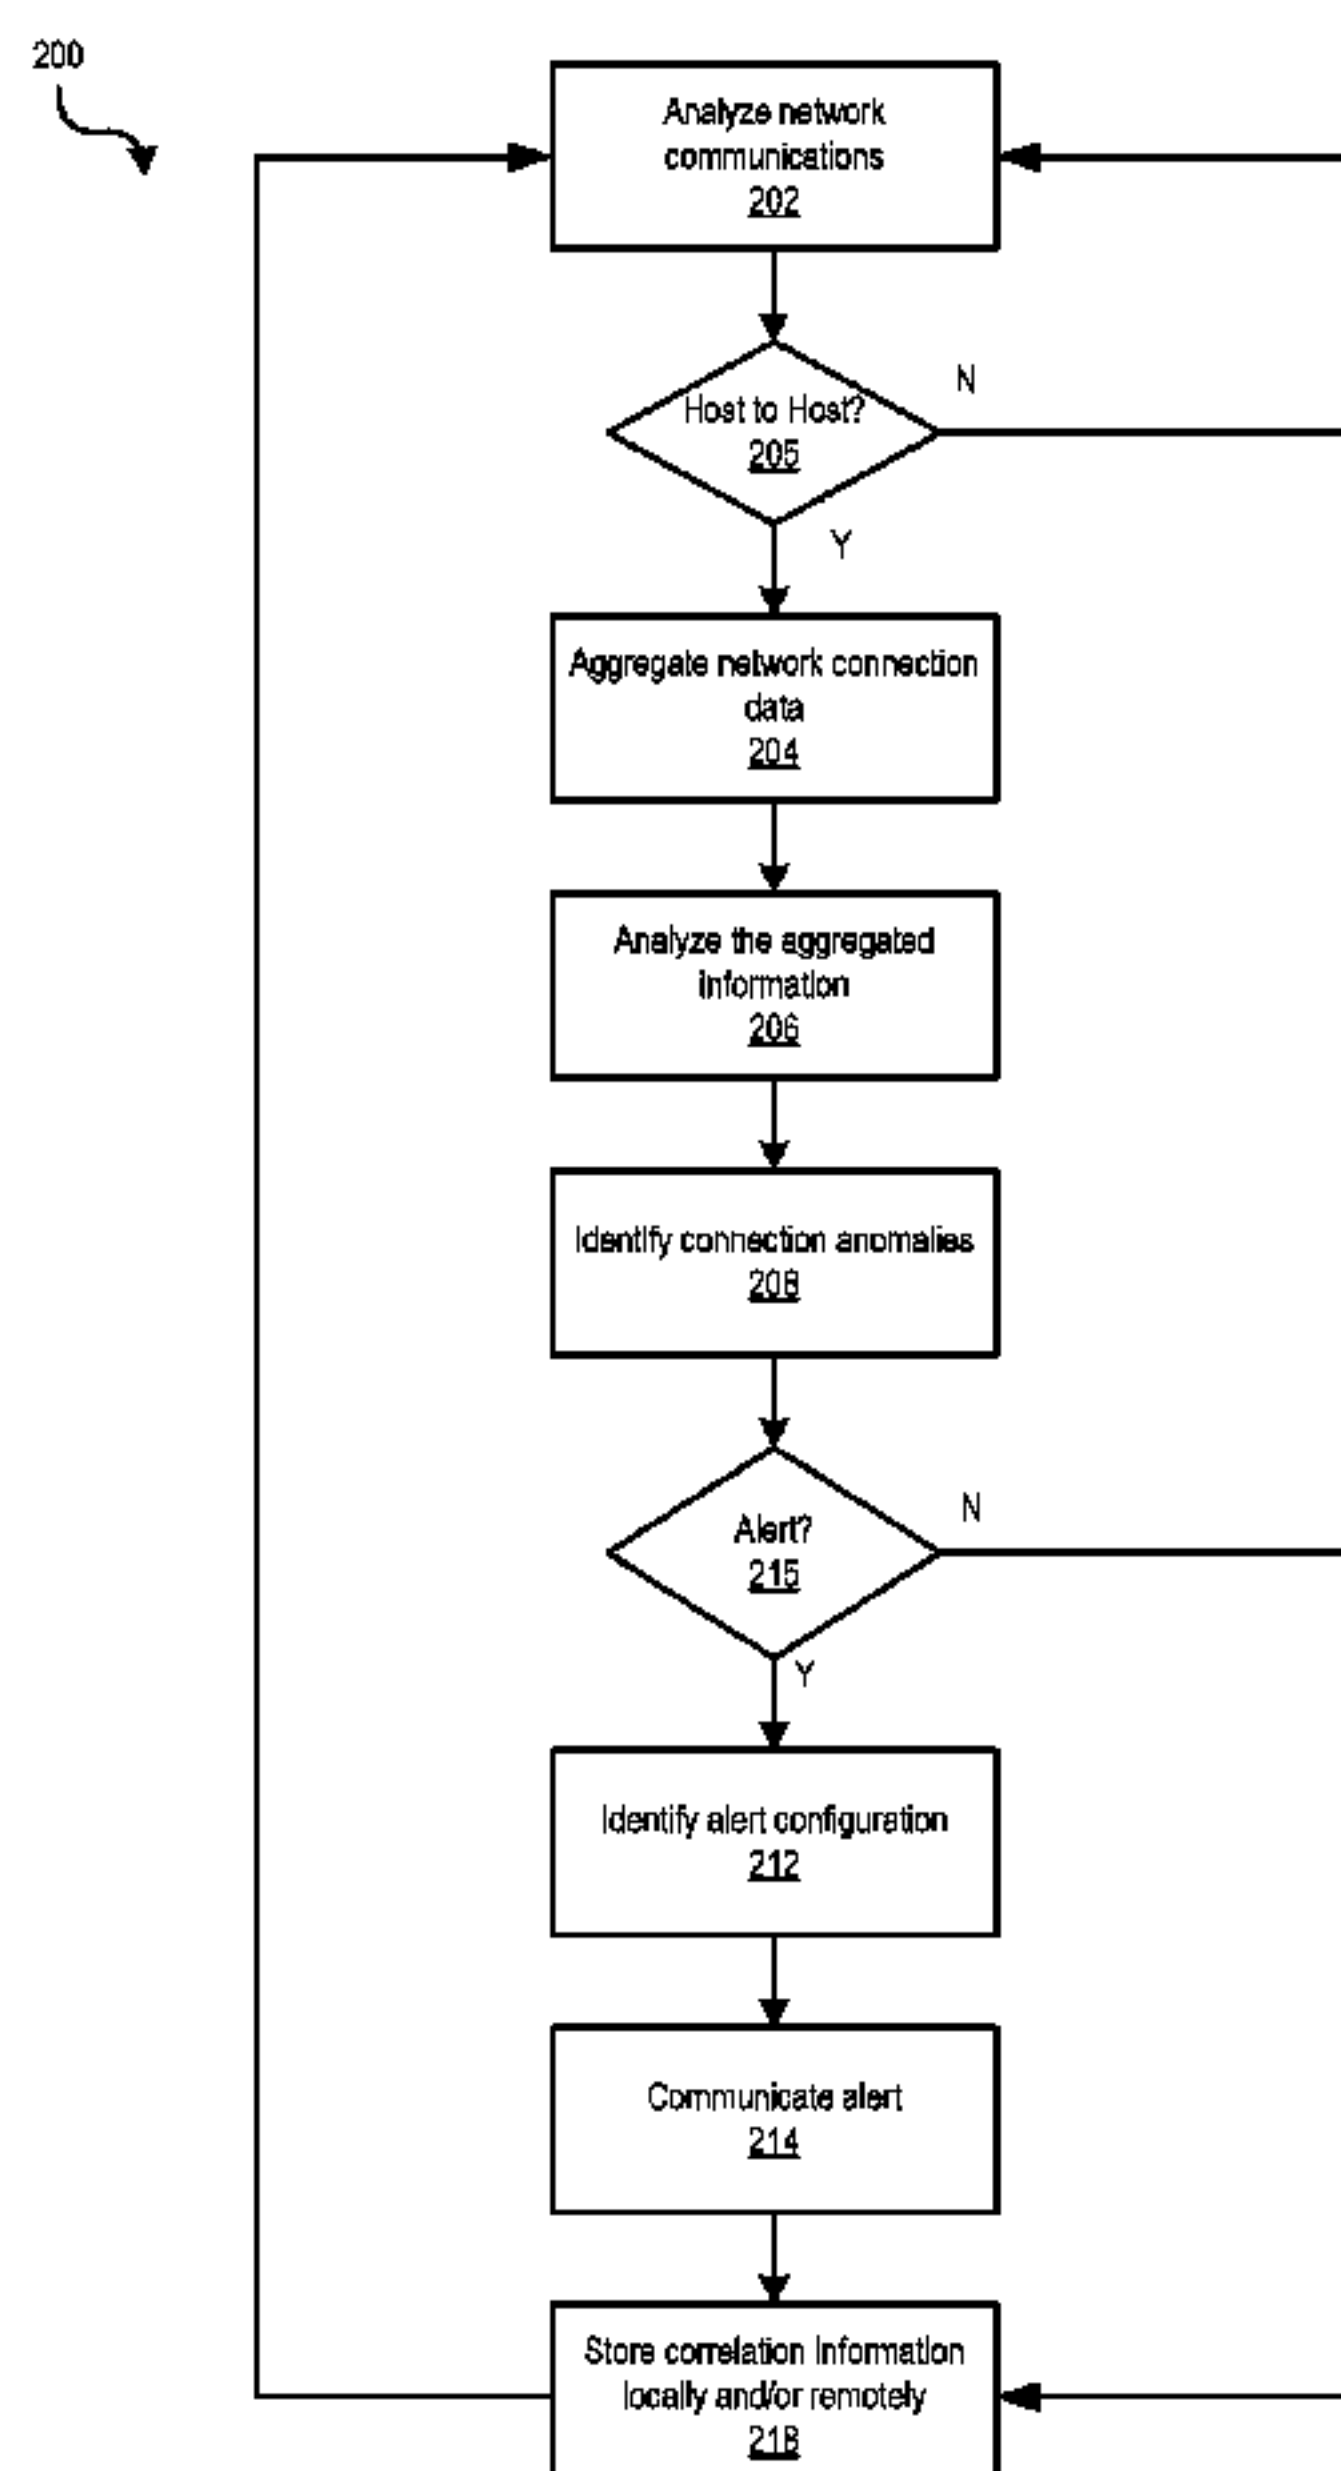 200
Analyze network
communications
202
Host to Host?
205
N
Y
Aggregate network connection
data
204
Analyze the aggregated
information
206
Identify connection anomalies
208
Alert?
215
N
Y
Identify alert configuration
212
Communicate alert
214
Store correlation information
locally and/or remotely
218